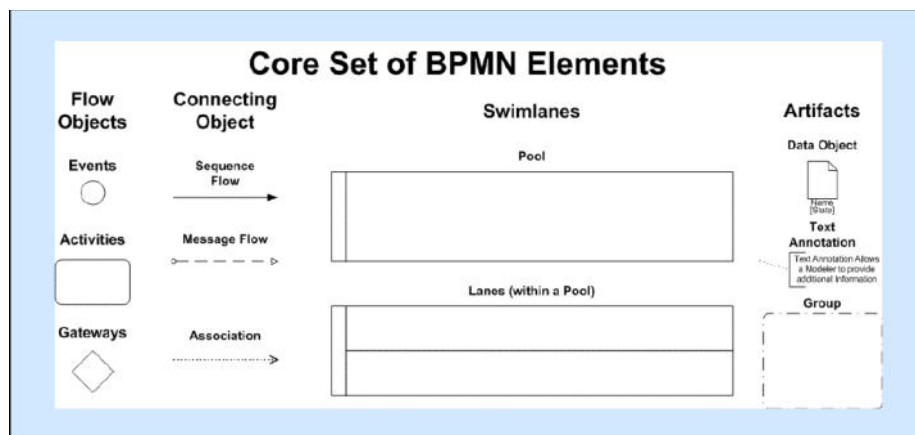 Core Set of BPMN Elements
Flow
Objects
Events
Activities
Gateways
Connecting
Object
Sequence
Flow
Message Flow
Association
Swimlanes
Pool
Lanes (within a Pool)
Artifacts
Data Object
Name
[State]
Text
Annotation
Text Annotation Allows
a Modeler to provide
additional Information
Group